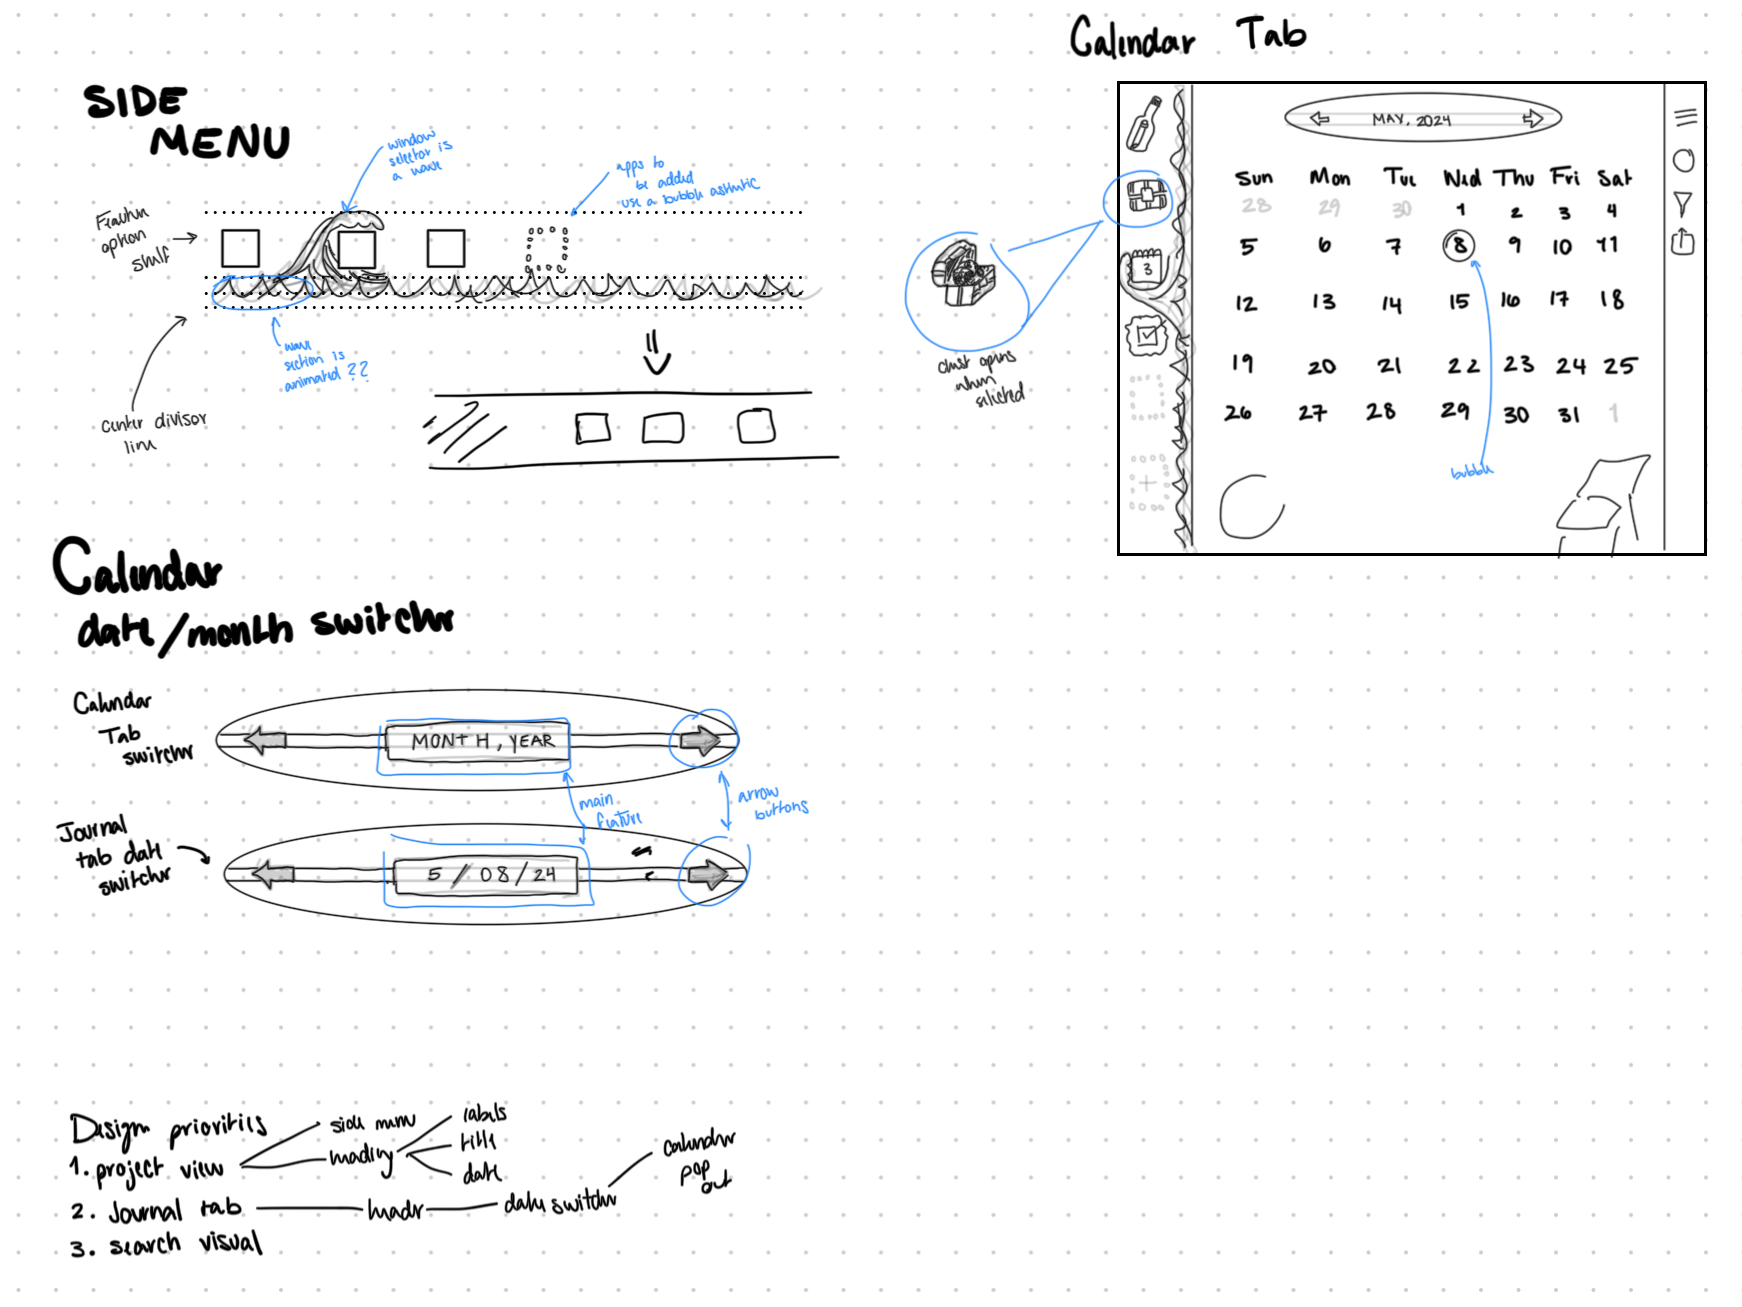 SIDE
MENU
window
selector is
a wave
apps to
be added
use a bubble asthetic
Feature
option
shelf
wave
section is
animated ??
Center divisor
line
Calendar Tab
MAY, 2024
Sun Mon Tue Wed Thu Fri Sat
28 29 30 1 2 3 4
5 6 7 8 9 10 11
12 13 14 15 16 17 18
19 20 21 22 23 24 25
26 27 28 29 30 31 1
3
bubble
chest opens
when
selected
Calendar
date/month switcher
Calendar
Tab
switcher
MONTH, YEAR
main
feature
arrow
buttons
Journal
tab date
switcher
5 / 08 / 24
Design priorities
1. project view
side menu
heading
labels
title
date
2. Journal tab
header
date switcher
calendar
pop
out
3. search visual